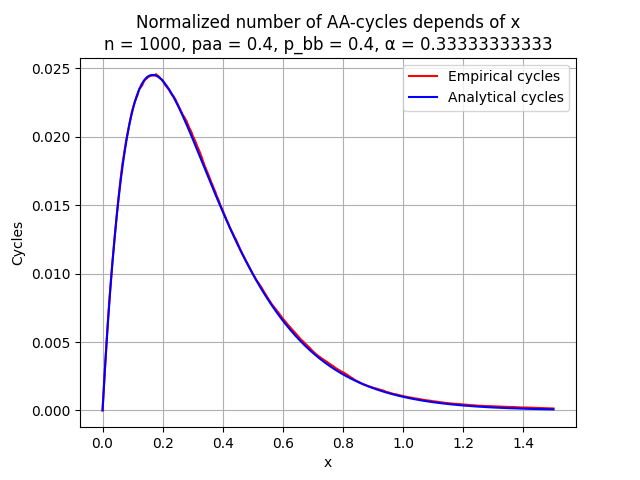 Normalized number of AA-cycles depends of x
n = 1000, paa = 0.4, p_bb = 0.4, α = 0.33333333333
Empirical cycles
Analytical cycles
Cycles
0.025
0.020
0.015
0.010
0.005
0.000
0.0 0.2 0.4 0.6 0.8 1.0 1.2 1.4
x